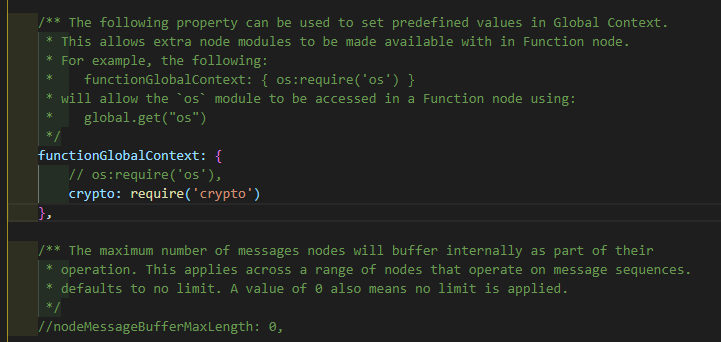 /** The following property can be used to set predefined values in Global Context.
* This allows extra node modules to be made available with in Function node.
* For example, the following:
*    functionGlobalContext: { os:require('os') }
* will allow the `os` module to be accessed in a Function node using:
*    global.get("os")
*/
functionGlobalContext: {
// os:require('os'),
crypto: require('crypto')
},
/** The maximum number of messages nodes will buffer internally as part of their
* operation. This applies across a range of nodes that operate on message sequences.
* defaults to no limit. A value of 0 also means no limit is applied.
*/
//nodeMessageBufferMaxLength: 0,